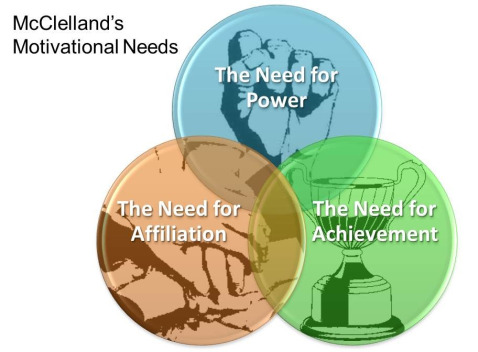 McClelland's
Motivational Needs
The Need for
Power
The Need for
Affiliation
The Need for
Achievement